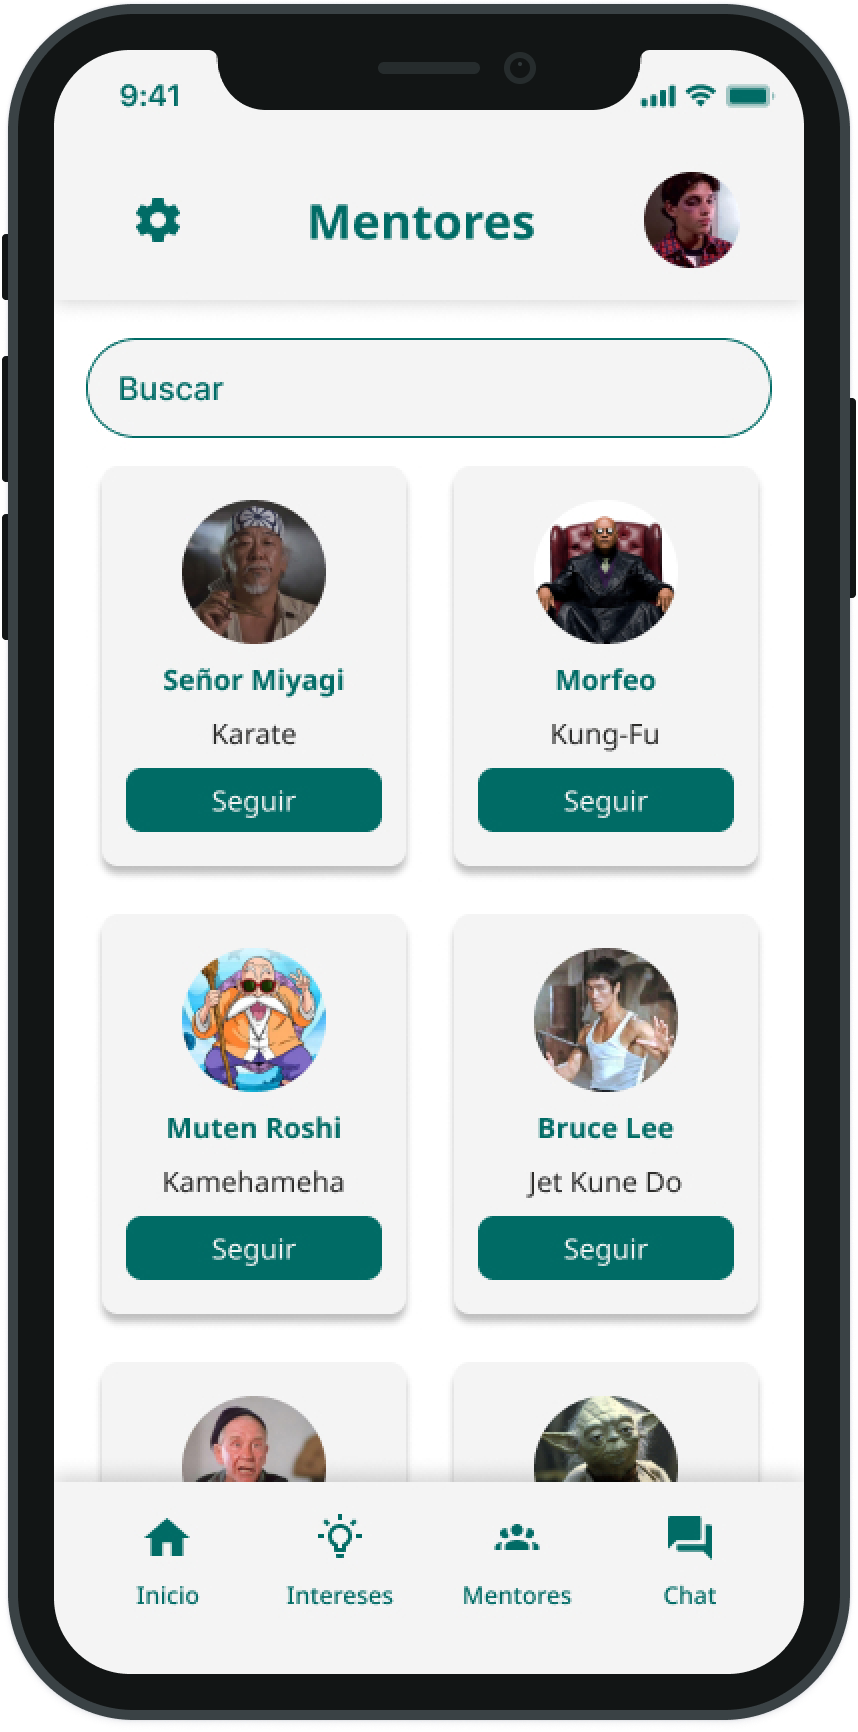 9:41
Mentores
Buscar
Señor Miyagi
Karate
Seguir
Morfeo
Kung-Fu
Seguir
Muten Roshi
Kamehameha
Seguir
Bruce Lee
Jet Kune Do
Seguir
Inicio
Intereses
Mentores
Chat